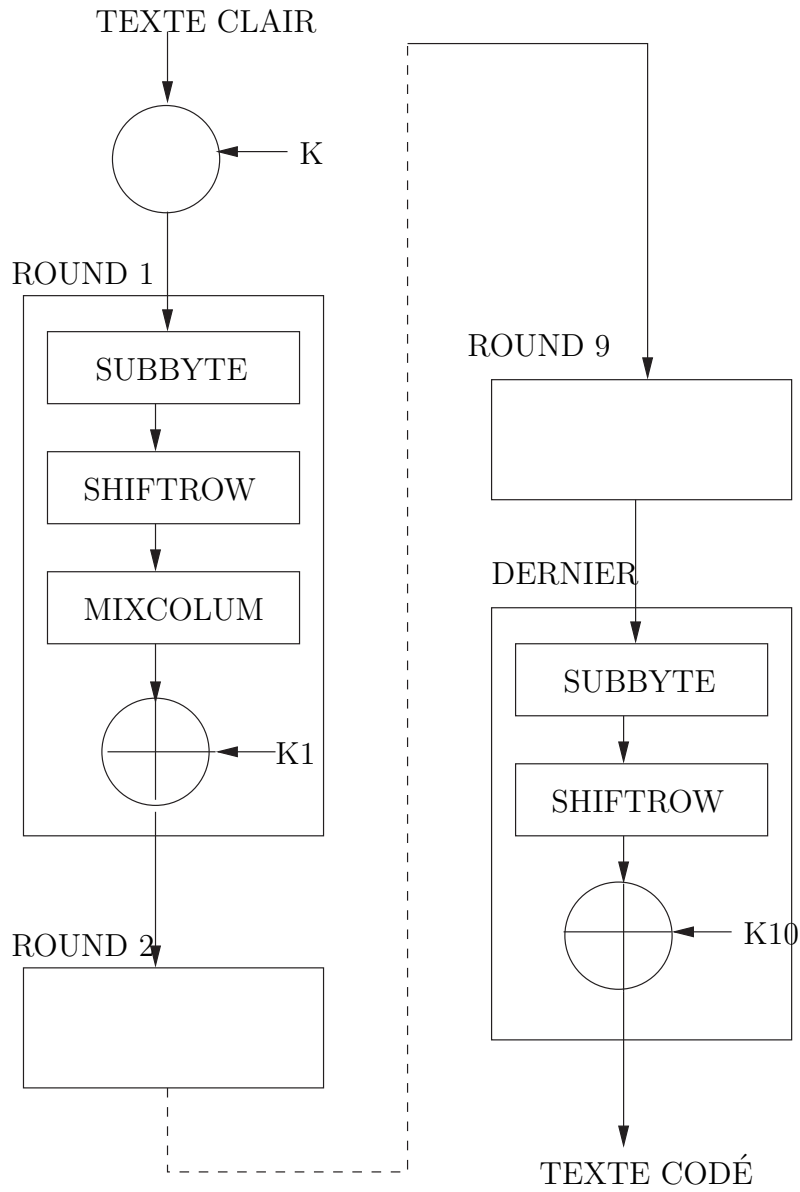 TEXTE CLAIR
K
ROUND 1
SUBBYTE
SHIFTROW
MIXCOLUM
K1
ROUND 2
ROUND 9
DERNIER
SUBBYTE
SHIFTROW
K10
TEXTE CODÉ